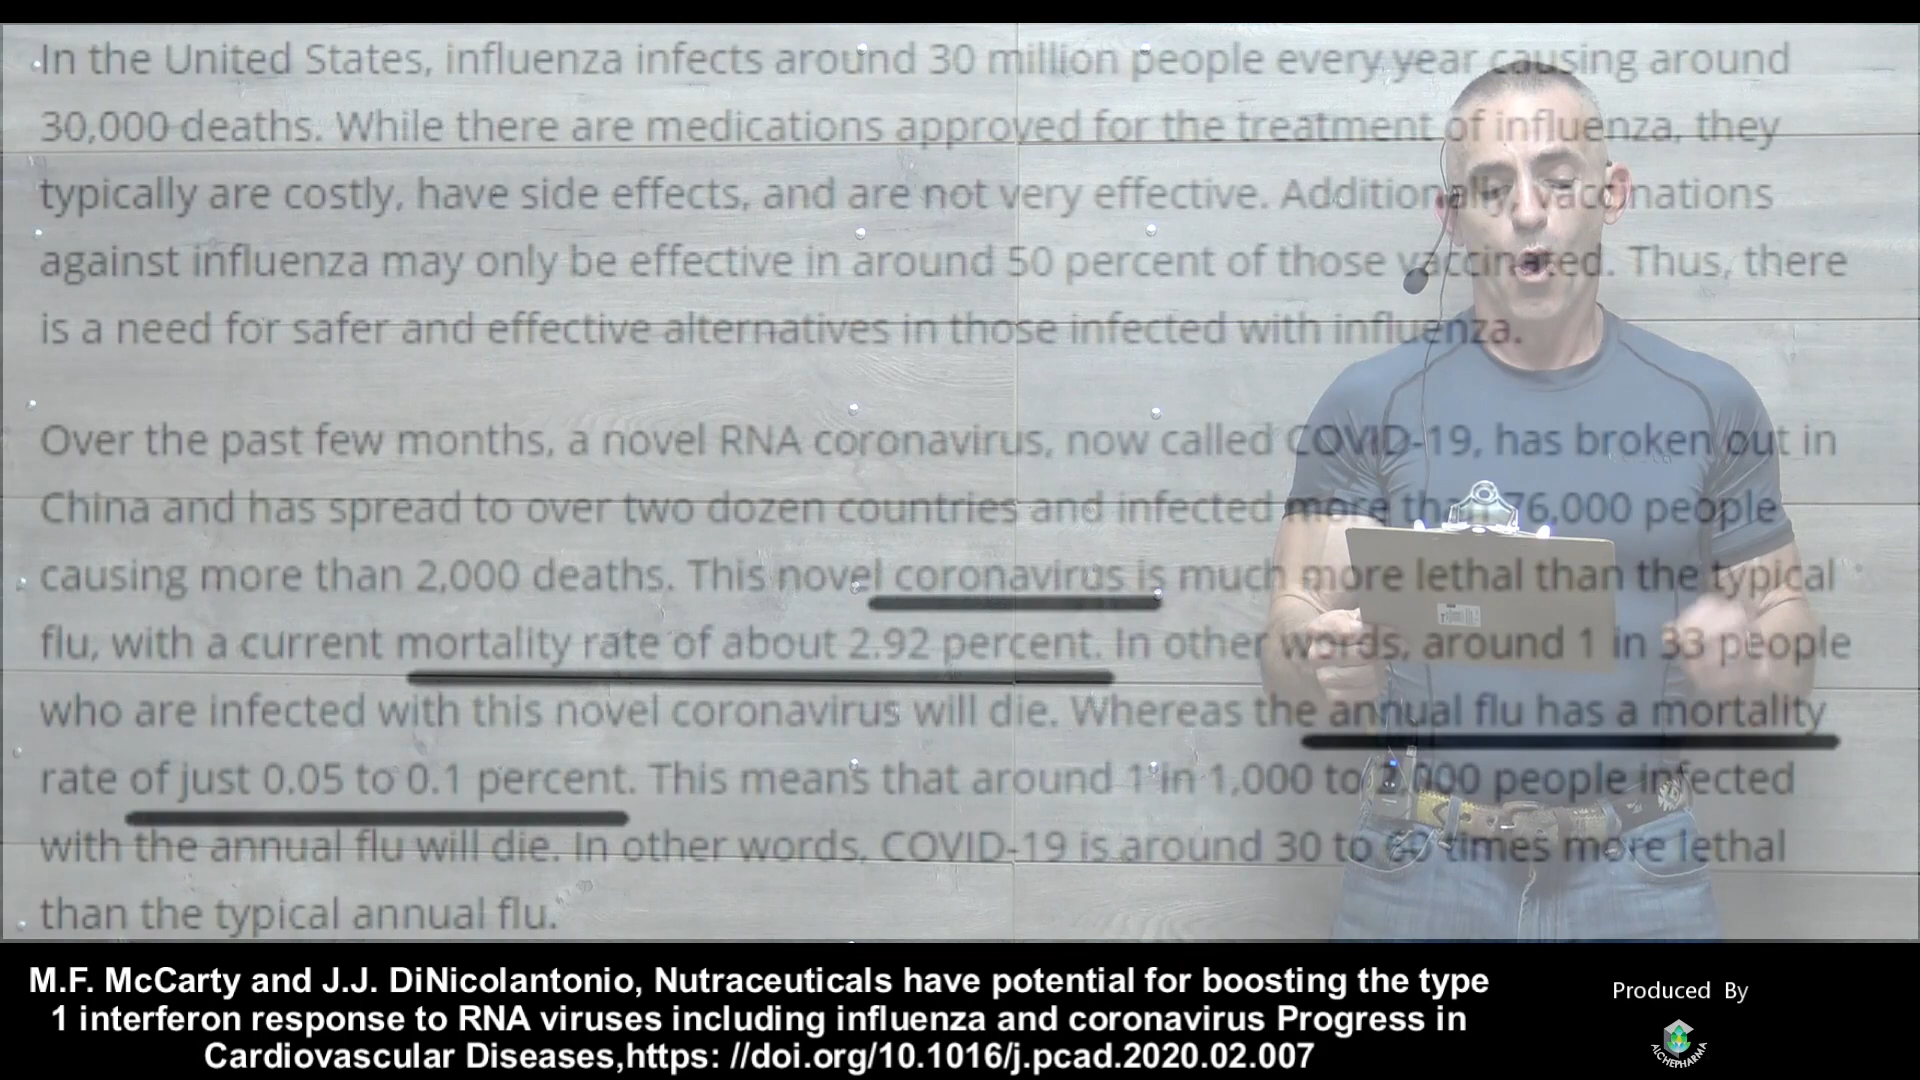 In the United States, influenza infects around 30 million people every year causing around
30,000 deaths. While there are medications approved for the treatment of influenza, they
typically are costly, have side effects, and are not very effective. Additionally, vaccinations
against influenza may only be effective in around 50 percent of those vaccinated. Thus, there
is a need for safer and effective alternatives in those infected with influenza.
Over the past few months, a novel RNA coronavirus, now called COVID-19, has broken out in
China and has spread to over two dozen countries and infected more than 76,000 people
causing more than 2,000 deaths. This novel coronavirus is much more lethal than the typical
flu, with a current mortality rate of about 2.92 percent. In other words, around 1 in 33 people
who are infected with this novel coronavirus will die. Whereas the annual flu has a mortality
rate of just 0.05 to 0.1 percent. This means that around 1 in 1,000 to 2,000 people infected
with the annual flu will die. In other words, COVID-19 is around 30 to 60 times more lethal
than the typical annual flu.
M.F. McCarty and J.J. DiNicolantonio, Nutraceuticals have potential for boosting the type
1 interferon response to RNA viruses including influenza and coronavirus Progress in
Cardiovascular Diseases,https: //doi.org/10.1016/j.pcad.2020.02.007
Produced By
ALCHEPHARMA